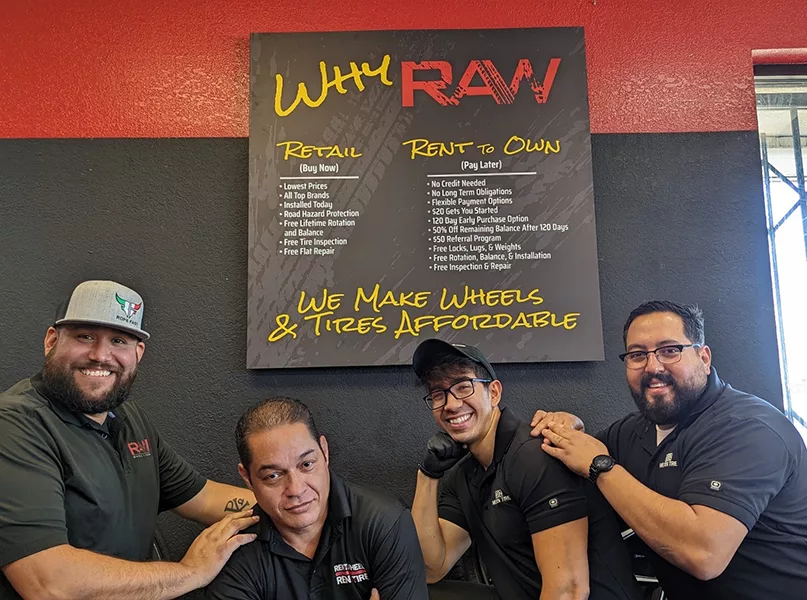 WHY RAW
RETAIL
(Buy Now)
• Lowest Prices
• All Top Brands
• Installed Today
• Road Hazard Protection
• Free Lifetime Rotation
and Balance
• Free Tire Inspection
• Free Flat Repair
RENT TO OWN
(Pay Later)
• No Credit Needed
• No Long Term Obligations
• Flexible Payment Options
• $20 Gets You Started
• 120 Day Early Purchase Option
• 50% Off Remaining Balance After 120 Days
• $50 Referral Program
• Free Locks, Lugs, & Weights
• Free Rotation, Balance, & Installation
• Free Inspection & Repair
WE MAKE WHEELS
& TIRES AFFORDABLE
RAW